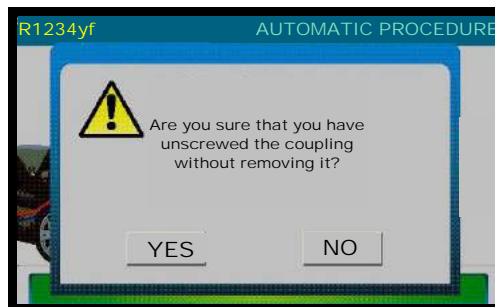 R1234yf AUTOMATIC PROCEDURE
Are you sure that you have
unscrewed the coupling
without removing it?
YES NO